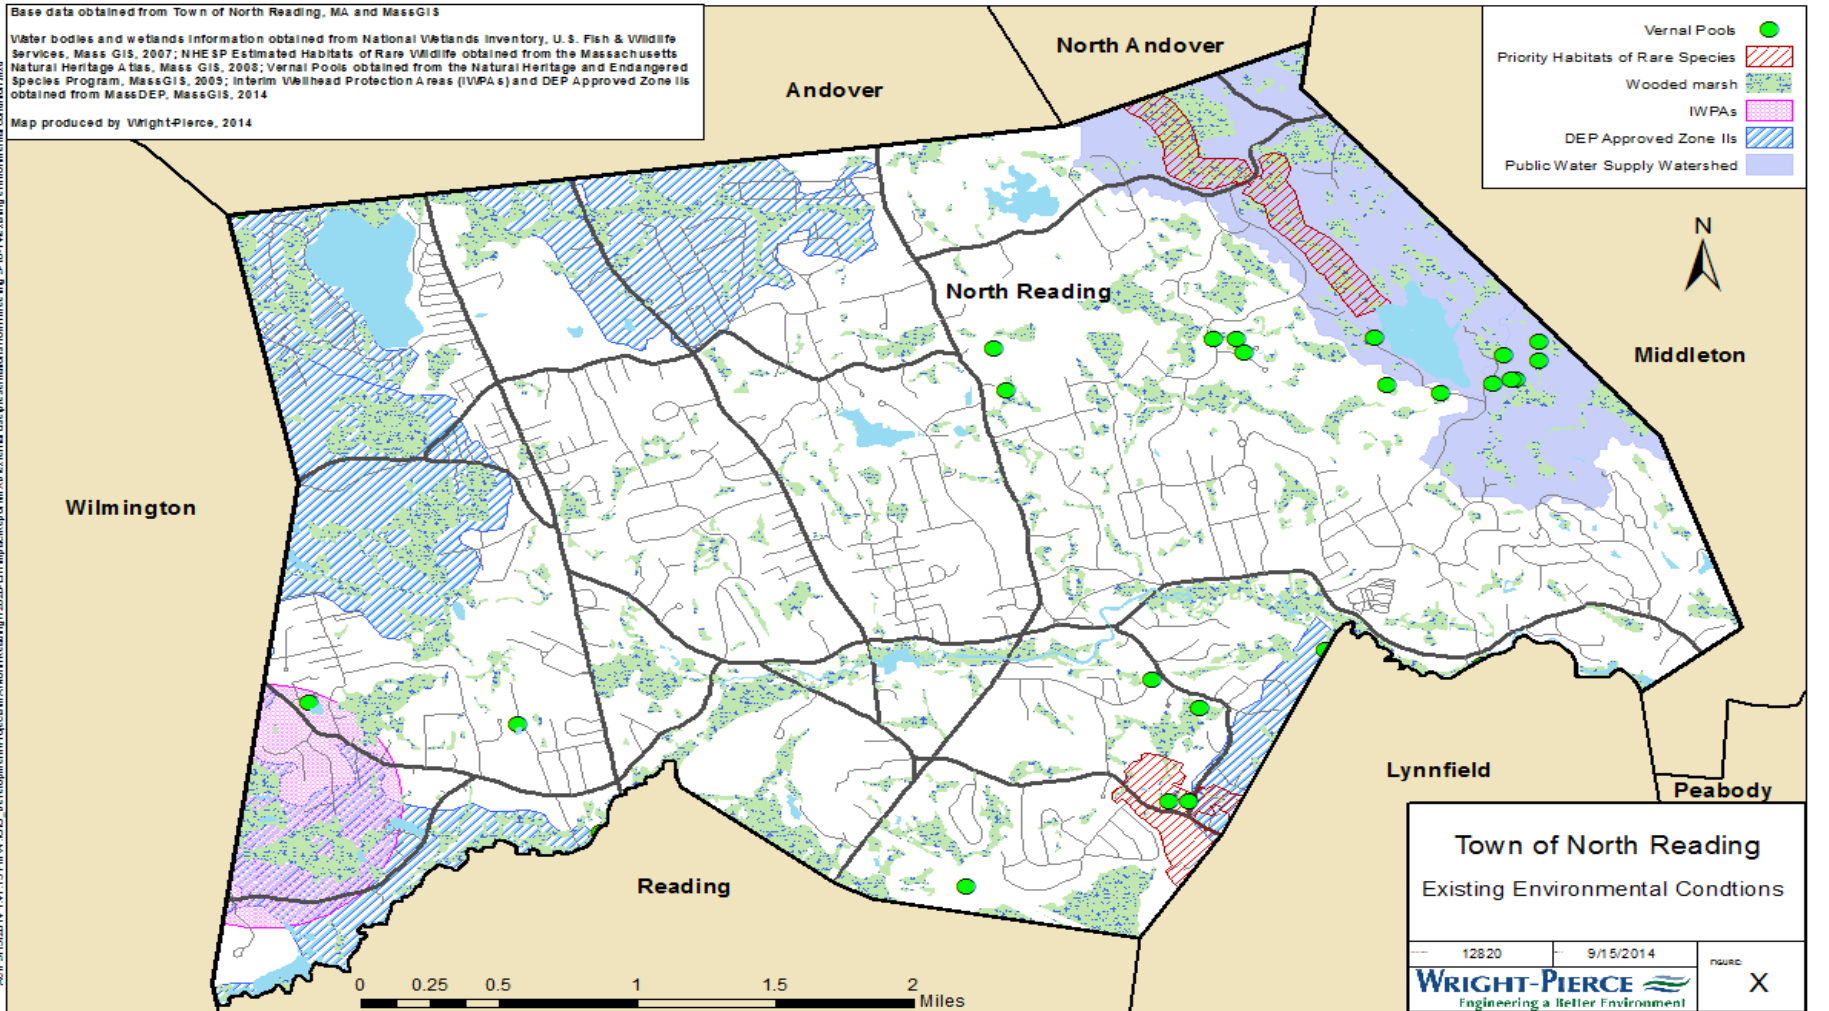 Base data obtained from Town of North Reading, MA and MassGIS
Water bodies and wetlands information obtained from National Wetlands Inventory, U.S. Fish & Wildlife
Services, Mass GIS, 2007; NHESP Estimated Habitats of Rare Wildlife obtained from the Massachusetts
Natural Heritage Atlas, Mass GIS, 2008; Vernal Pools obtained from the Natural Heritage and Endangered
Species Program, MassGIS, 2009; Interim Wellhead Protection Areas (IWPAs) and DEP Approved Zone IIs
obtained from MassDEP, MassGIS, 2014
Map produced by Wright-Pierce, 2014
Vernal Pools
Priority Habitats of Rare Species
Wooded marsh
IWPAs
DEP Approved Zone IIs
Public Water Supply Watershed
North Andover
Andover
N
North Reading
Middleton
Wilmington
Lynnfield
Peabody
Reading
0 0.25 0.5 1 1.5 2
Miles
Town of North Reading
Existing Environmental Condtions
12820
9/15/2014
FIGURE:
X
WRIGHT-PIERCE
Engineering a Better Environment